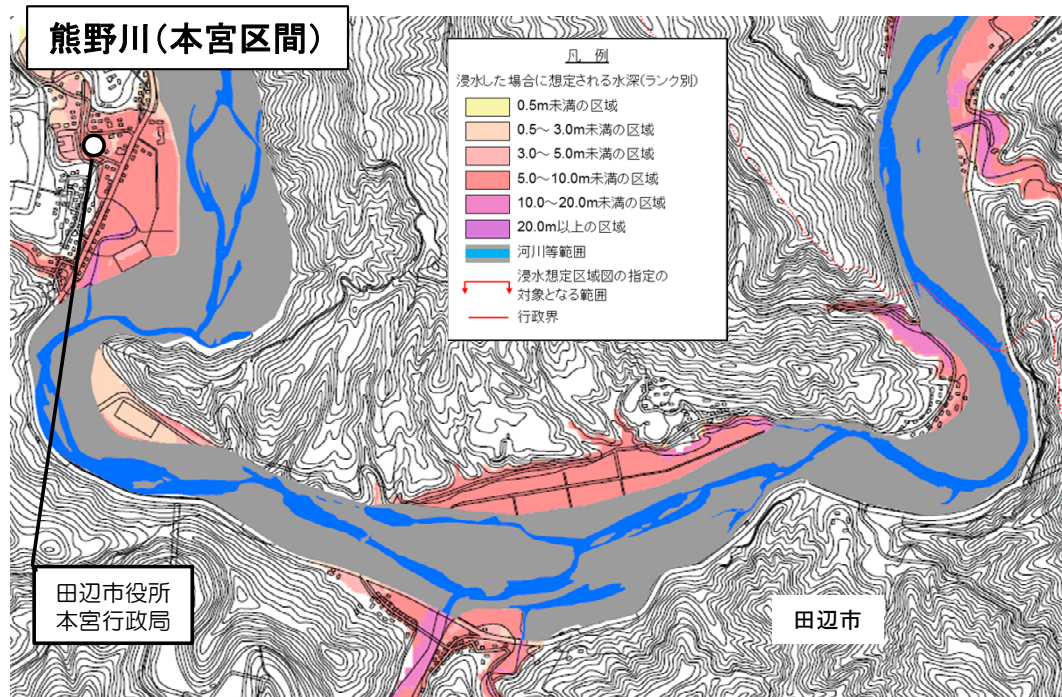 熊野川(本宮区間)
凡 例
浸水した場合に想定される水深(ランク別)
0.5m未満の区域
0.5～ 3.0m未満の区域
3.0～ 5.0m未満の区域
5.0～10.0m未満の区域
10.0～20.0m未満の区域
20.0m以上の区域
河川等範囲
浸水想定区域図の指定の
対象となる範囲
行政界
田辺市役所
本宮行政局
田辺市